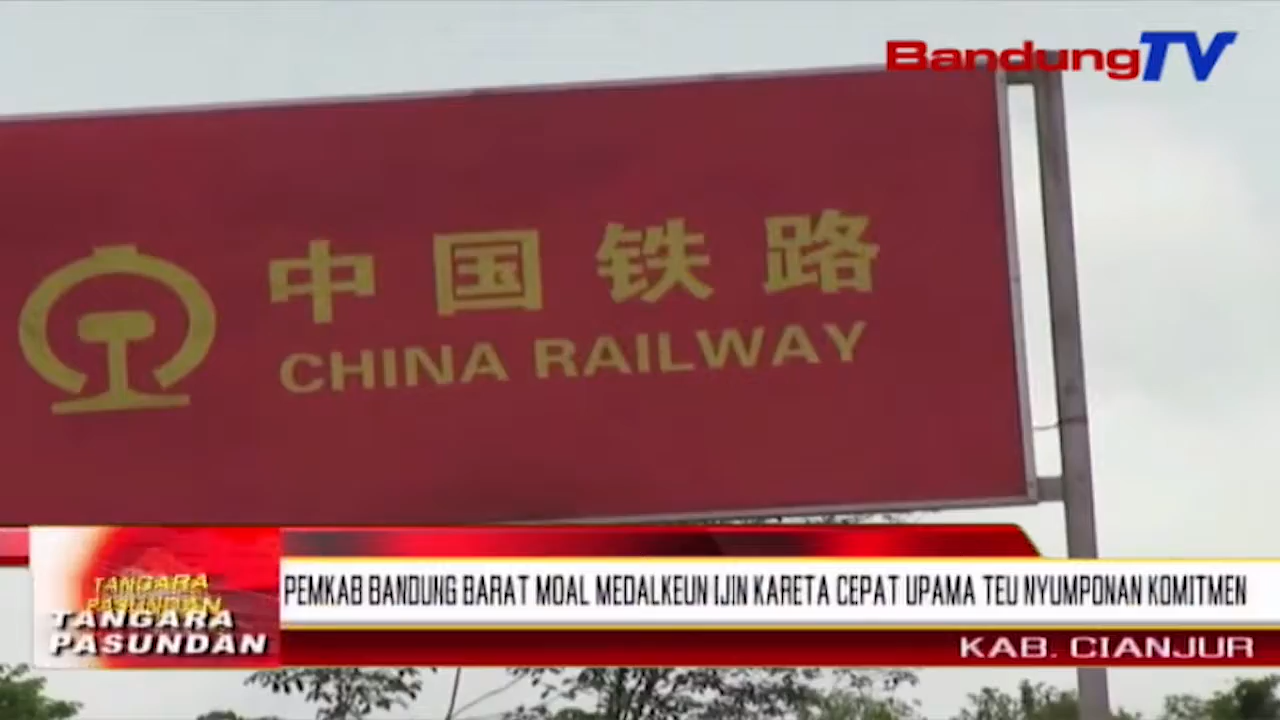 BandungTV
中国铁路
CHINA RAILWAY
TANGARA
PASUNDAN
TANGARA
PASUNDAN
PEMKAB BANDUNG BARAT MOAL MEDALKEUN IJIN KARETA CEPAT UPAMA TEU NYUMPONAN KOMITMEN
KAB. CIANJUR